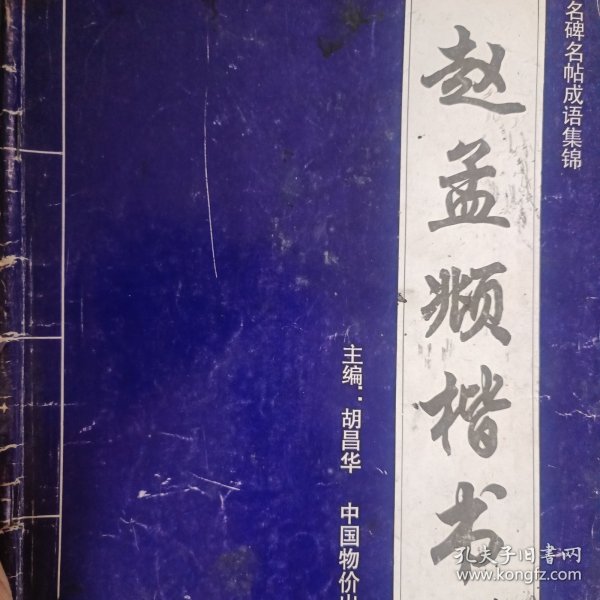 名碑名帖成语集锦
赵孟頫楷书
主编：胡昌华 中国物价出
孔夫子旧书网
www.kongfz.com